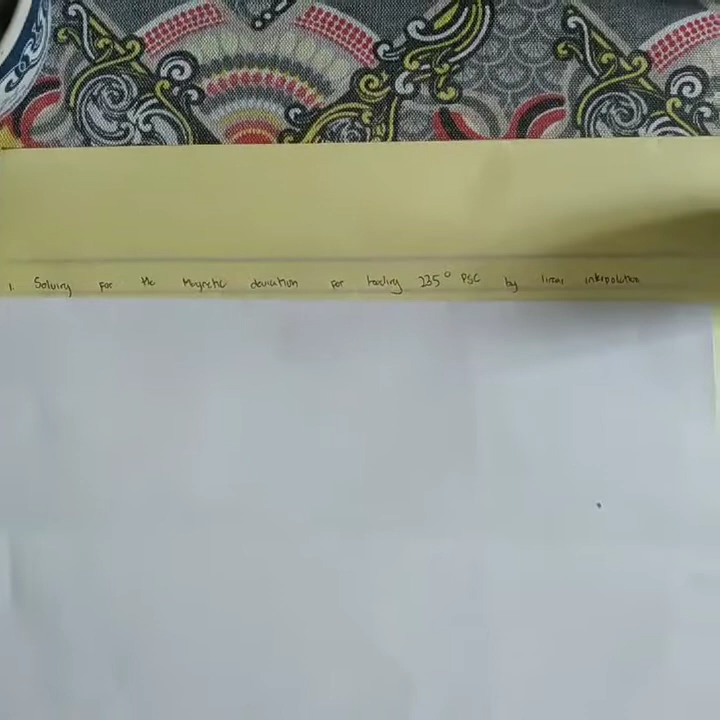 1. Solving for the Magnetic deviation for heading 235° PSC by linear interpolation